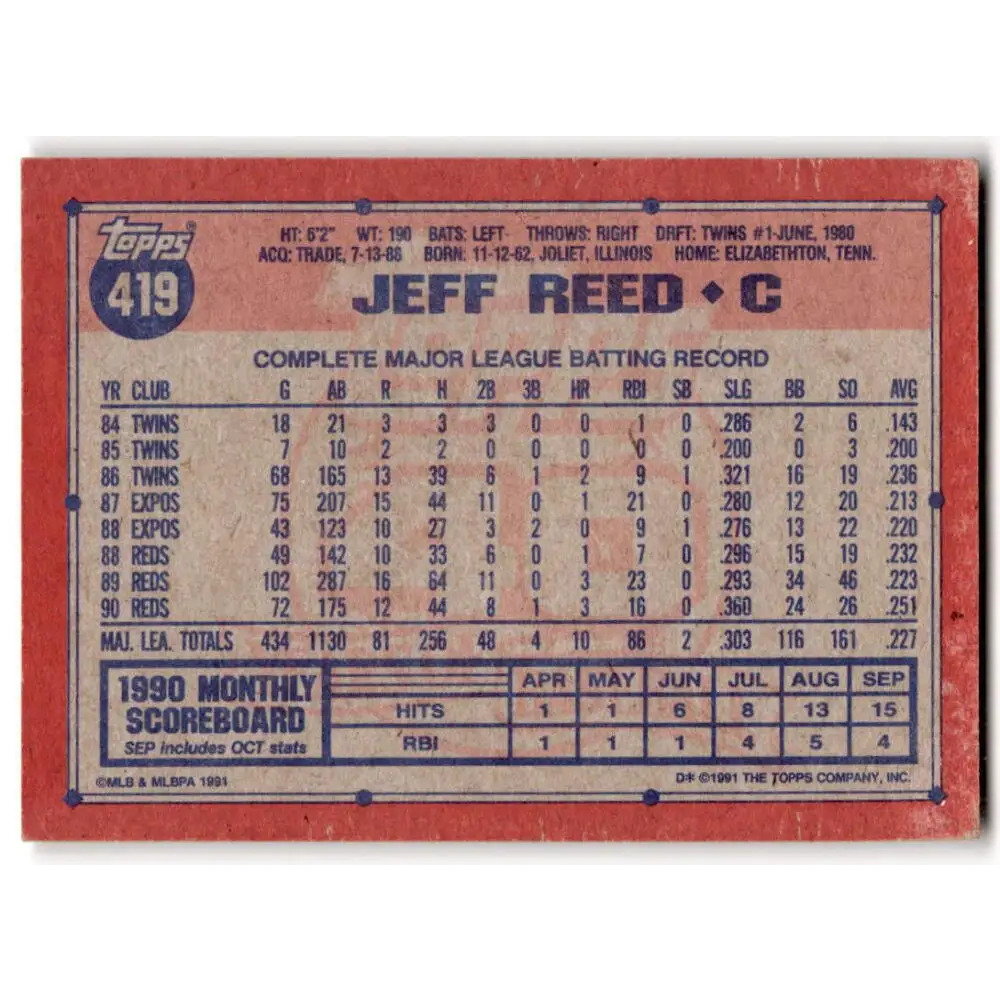 topps
419
HT: 6'2" WT: 190 BATS: LEFT THROWS: RIGHT DRFT: TWINS #1-JUNE, 1980
ACQ: TRADE, 7-13-88 BORN: 11-12-62, JOLIET, ILLINOIS HOME: ELIZABETHTON, TENN.
JEFF REED • C
COMPLETE MAJOR LEAGUE BATTING RECORD
YR CLUB G AB R H 2B 3B HR RBI SB SLG BB SO AVG
84 TWINS 18 21 3 3 3 0 0 1 0 .286 2 6 .143
85 TWINS 7 10 2 2 0 0 0 0 0 .200 0 3 .200
86 TWINS 68 165 13 39 6 1 2 9 1 .321 16 19 .236
87 EXPOS 75 207 15 44 11 0 1 21 0 .280 12 20 .213
88 EXPOS 43 123 10 27 3 2 0 9 1 .276 13 22 .220
88 REDS 49 142 10 33 6 0 1 7 0 .296 15 19 .232
89 REDS 102 287 16 64 11 0 3 23 0 .293 34 46 .223
90 REDS 72 175 12 44 8 1 3 16 0 .360 24 26 .251
MAJ. LEA. TOTALS 434 1130 81 256 48 4 10 86 2 .303 116 161 .227
1990 MONTHLY
SCOREBOARD
SEP includes OCT stats
APR MAY JUN JUL AUG SEP
HITS 1 1 6 8 13 15
RBI 1 1 1 4 5 4
©MLB & MLBPA 1991
D* ©1991 THE TOPPS COMPANY, INC.